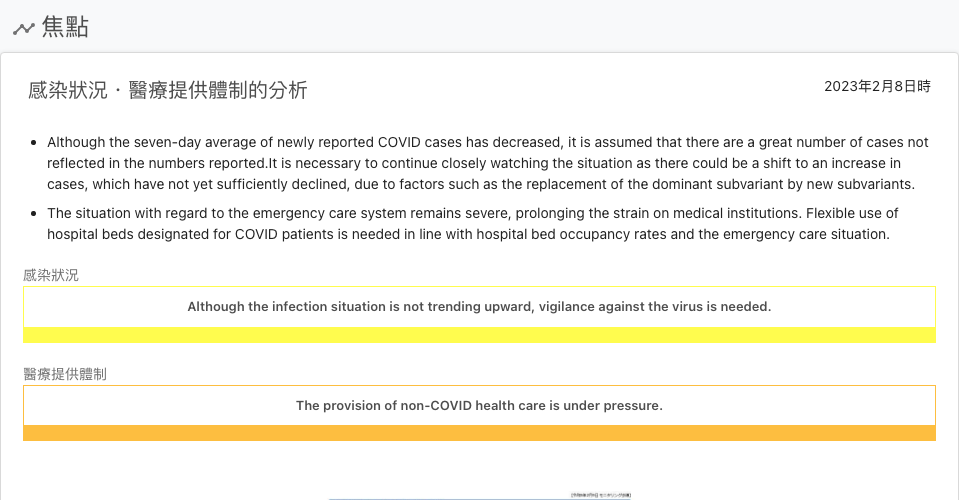 焦點
感染狀況・醫療提供體制的分析
2023年2月8日時
Although the seven-day average of newly reported COVID cases has decreased, it is assumed that there are a great number of cases not
reflected in the numbers reported.It is necessary to continue closely watching the situation as there could be a shift to an increase in
cases, which have not yet sufficiently declined, due to factors such as the replacement of the dominant subvariant by new subvariants.
The situation with regard to the emergency care system remains severe, prolonging the strain on medical institutions. Flexible use of
hospital beds designated for COVID patients is needed in line with hospital bed occupancy rates and the emergency care situation.
感染狀況
Although the infection situation is not trending upward, vigilance against the virus is needed.
醫療提供體制
The provision of non-COVID health care is under pressure.